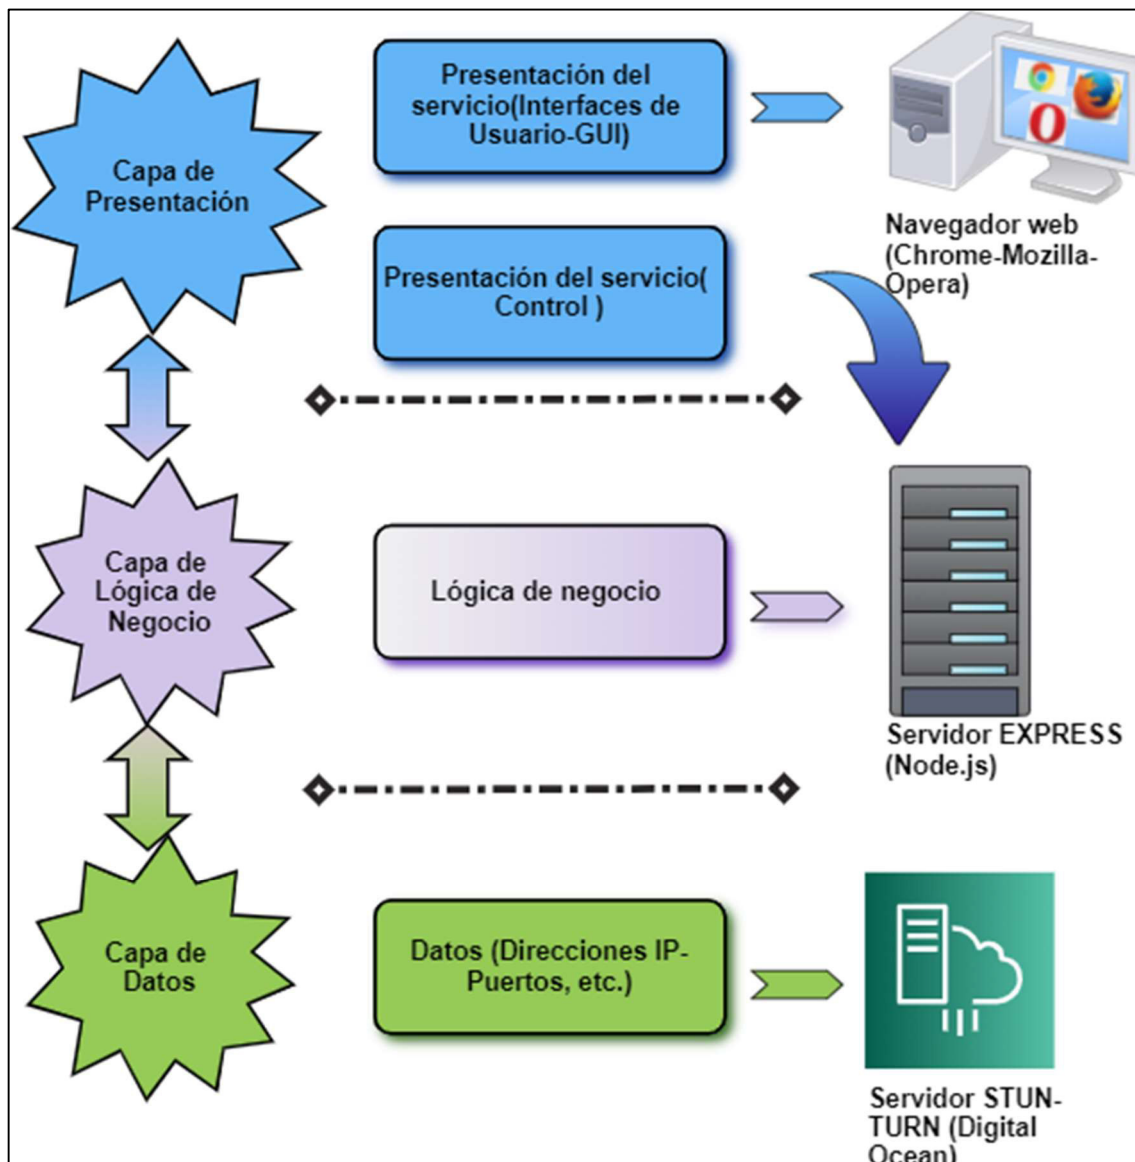 Capa de
Presentación
Presentación del
servicio(Interfaces de
Usuario-GUI)
Navegador web
(Chrome-Mozilla-
Opera)
Presentación del servicio(
Control )
Capa de
Lógica de
Negocio
Lógica de negocio
Servidor EXPRESS
(Node.js)
Capa de
Datos
Datos (Direcciones IP-
Puertos, etc.)
Servidor STUN-
TURN (Digital
Ocean)